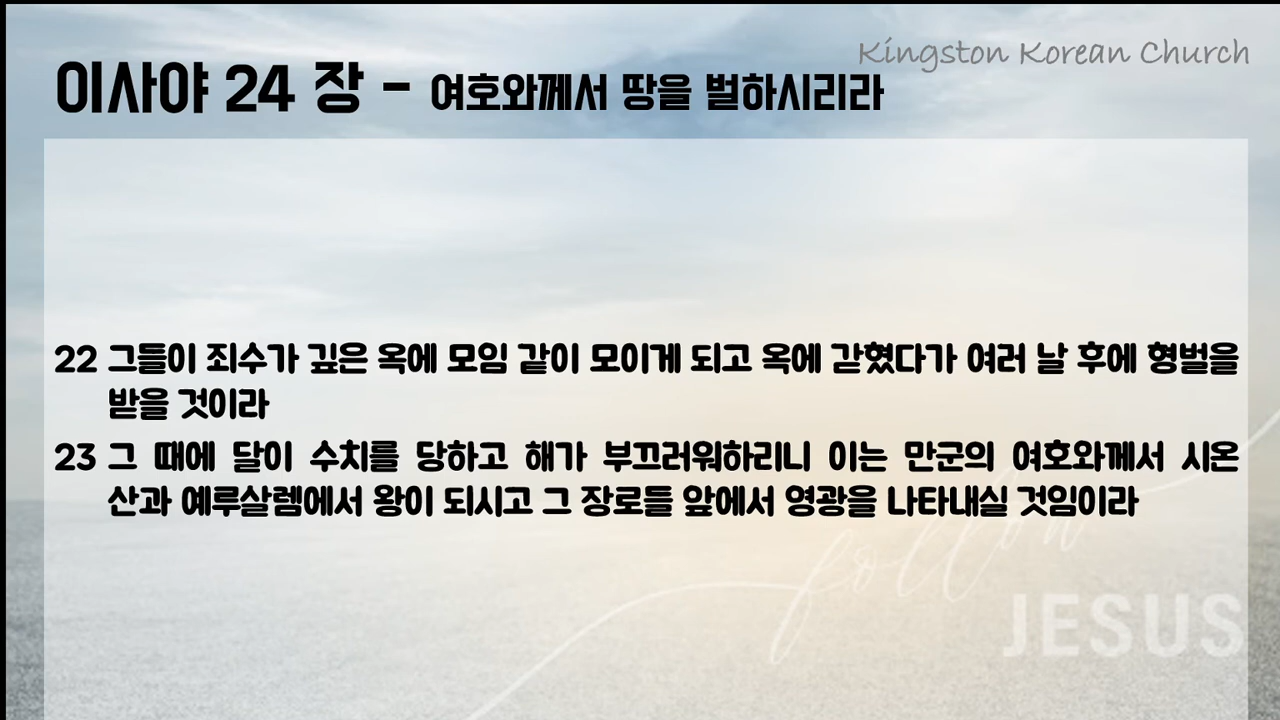 Kingston Korean Church
이사야 24 장 - 여호와께서 땅을 벌하시리라
22 그들이 죄수가 깊은 옥에 모임 같이 모이게 되고 옥에 갇혔다가 여러 날 후에 형벌을
받을 것이라
23 그 때에 달이 수치를 당하고 해가 부끄러워하리니 이는 만군의 여호와께서 시온
산과 예루살렘에서 왕이 되시고 그 장로들 앞에서 영광을 나타내실 것임이라
follow
JESUS